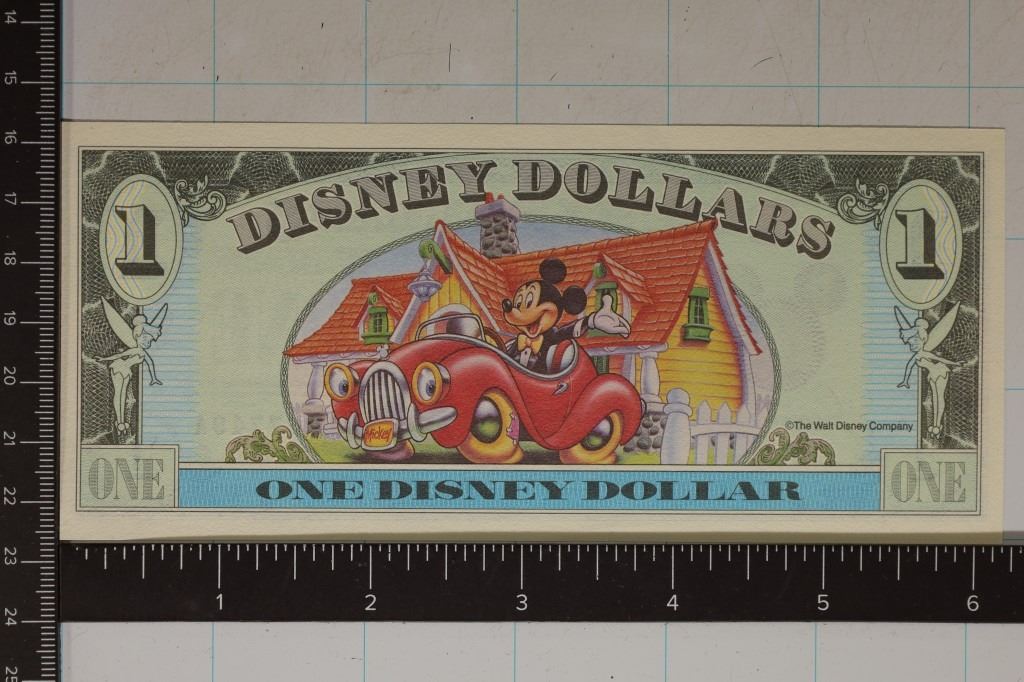 14
15
16
17
18
19
20
21
22
23
24
25
DISNEY DOLLARS
1
1
Mickey
©The Walt Disney Company
ONE
ONE DISNEY DOLLAR
ONE
1 2 3 4 5 6